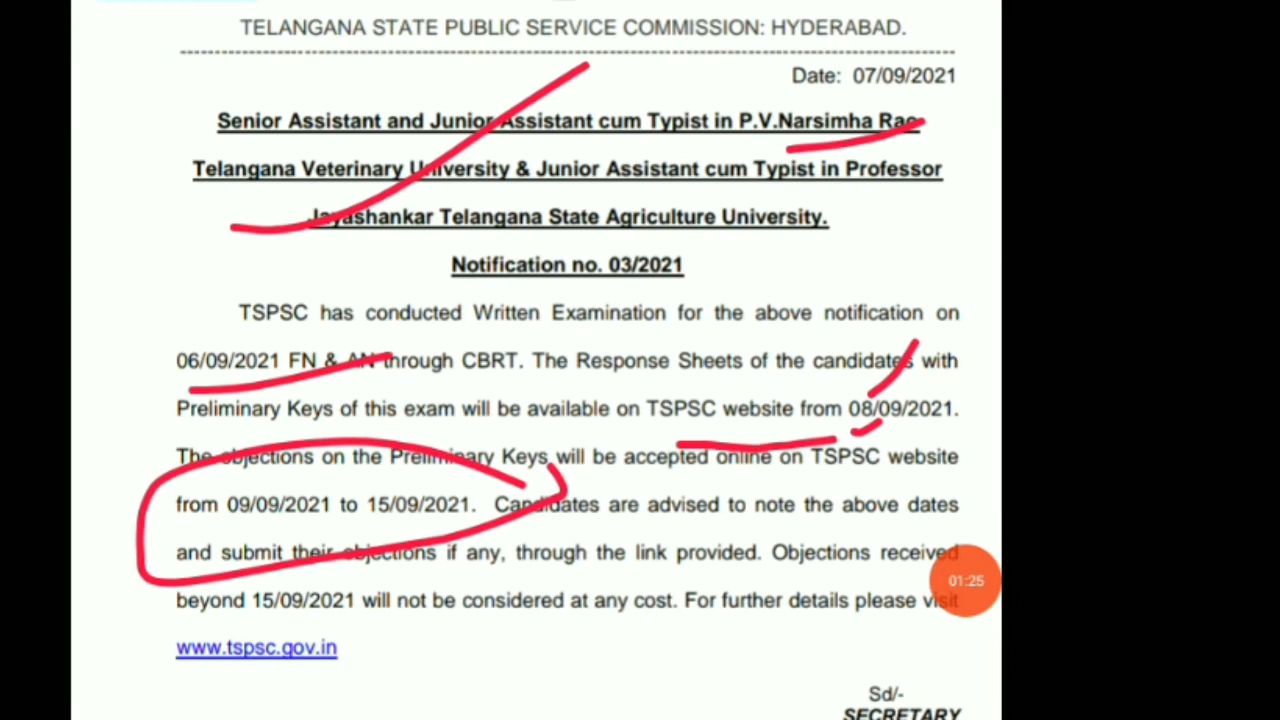 TELANGANA STATE PUBLIC SERVICE COMMISSION: HYDERABAD.
Date: 07/09/2021
Senior Assistant and Junior Assistant cum Typist in P.V.Narsimha Rao
Telangana Veterinary University & Junior Assistant cum Typist in Professor
Jayashankar Telangana State Agriculture University.
Notification no. 03/2021
TSPSC has conducted Written Examination for the above notification on
06/09/2021 FN & AN through CBRT. The Response Sheets of the candidates with
Preliminary Keys of this exam will be available on TSPSC website from 08/09/2021.
The objections on the Preliminary Keys will be accepted online on TSPSC website
from 09/09/2021 to 15/09/2021. Candidates are advised to note the above dates
and submit their objections if any, through the link provided. Objections received
01:25
beyond 15/09/2021 will not be considered at any cost. For further details please visit
www.tspsc.gov.in
Sd/-
SECRETARY